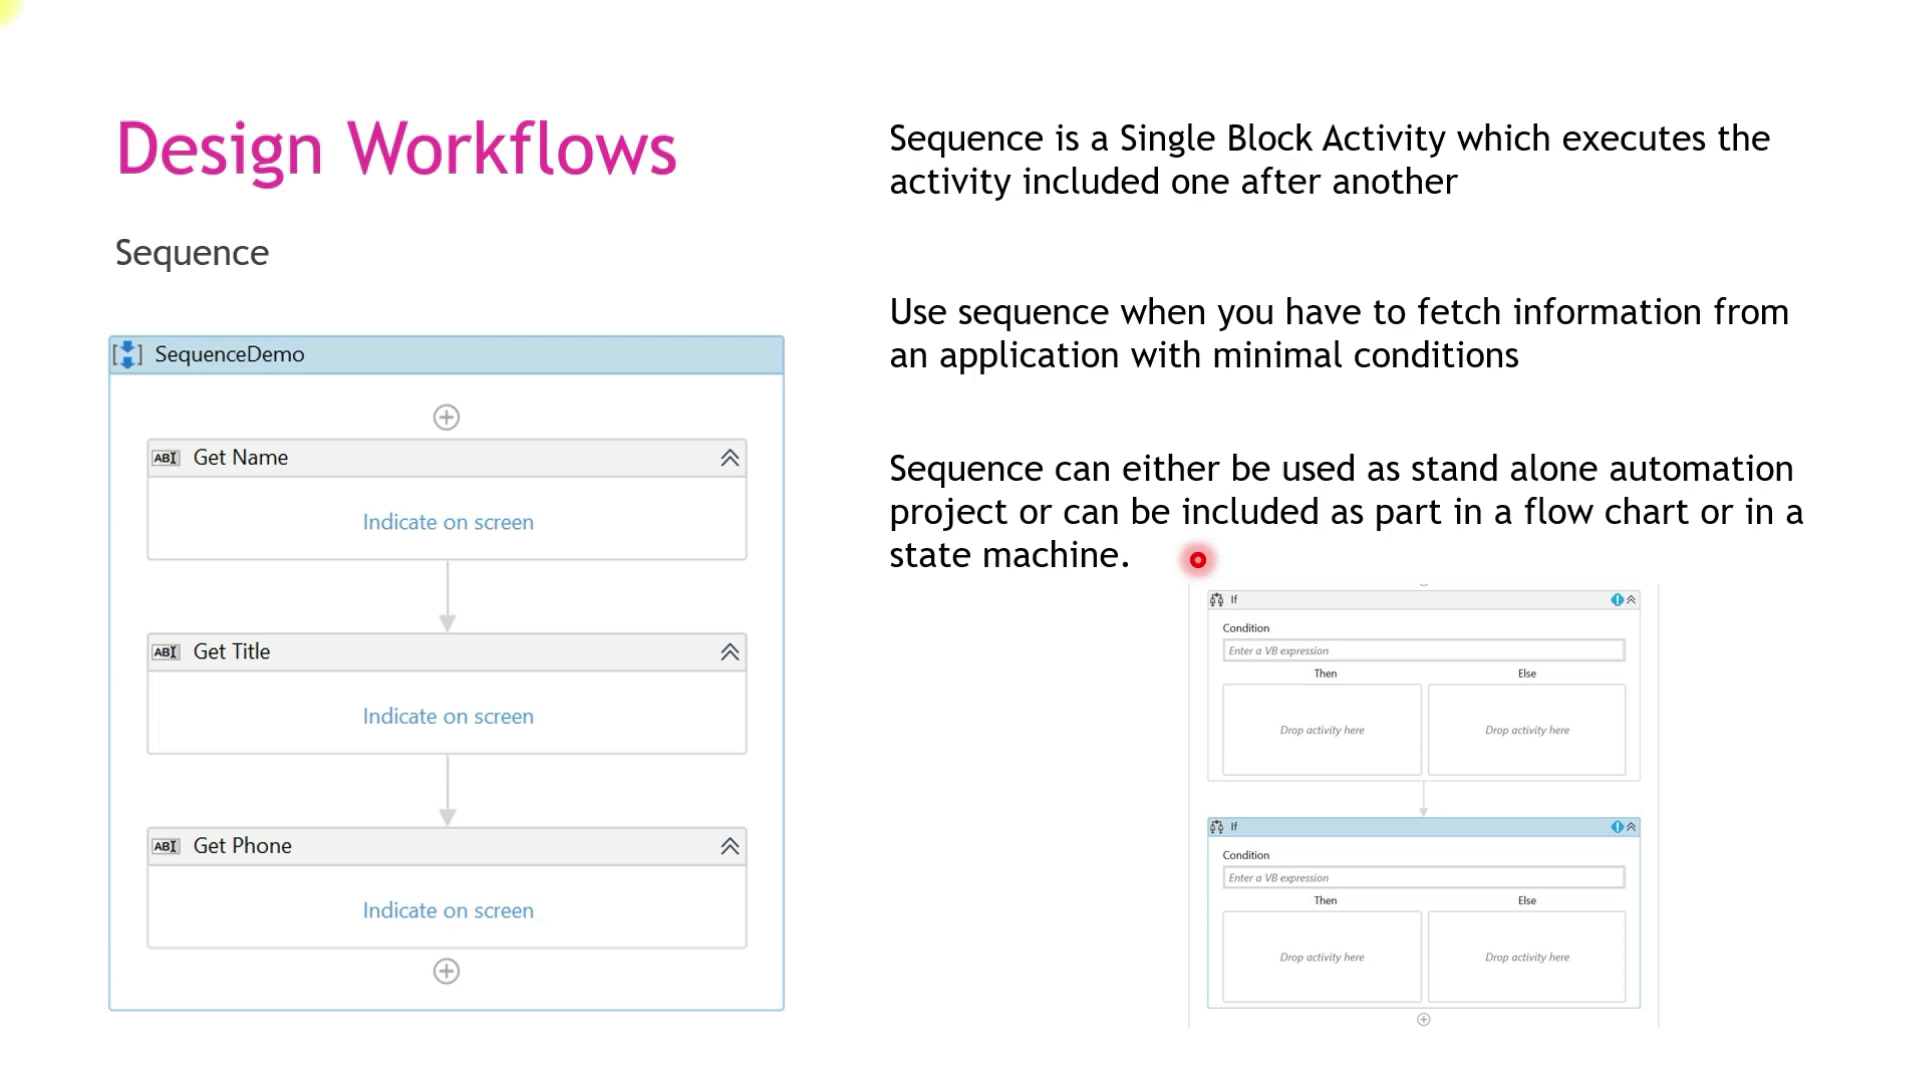 Design Workflows
Sequence
SequenceDemo
ABI Get Name
Indicate on screen
ABI Get Title
Indicate on screen
ABI Get Phone
Indicate on screen
Sequence is a Single Block Activity which executes the
activity included one after another
Use sequence when you have to fetch information from
an application with minimal conditions
Sequence can either be used as stand alone automation
project or can be included as part in a flow chart or in a
state machine.
If
Condition
Enter a VB expression
Then Else
Drop activity here Drop activity here
If
Condition
Enter a VB expression
Then Else
Drop activity here Drop activity here